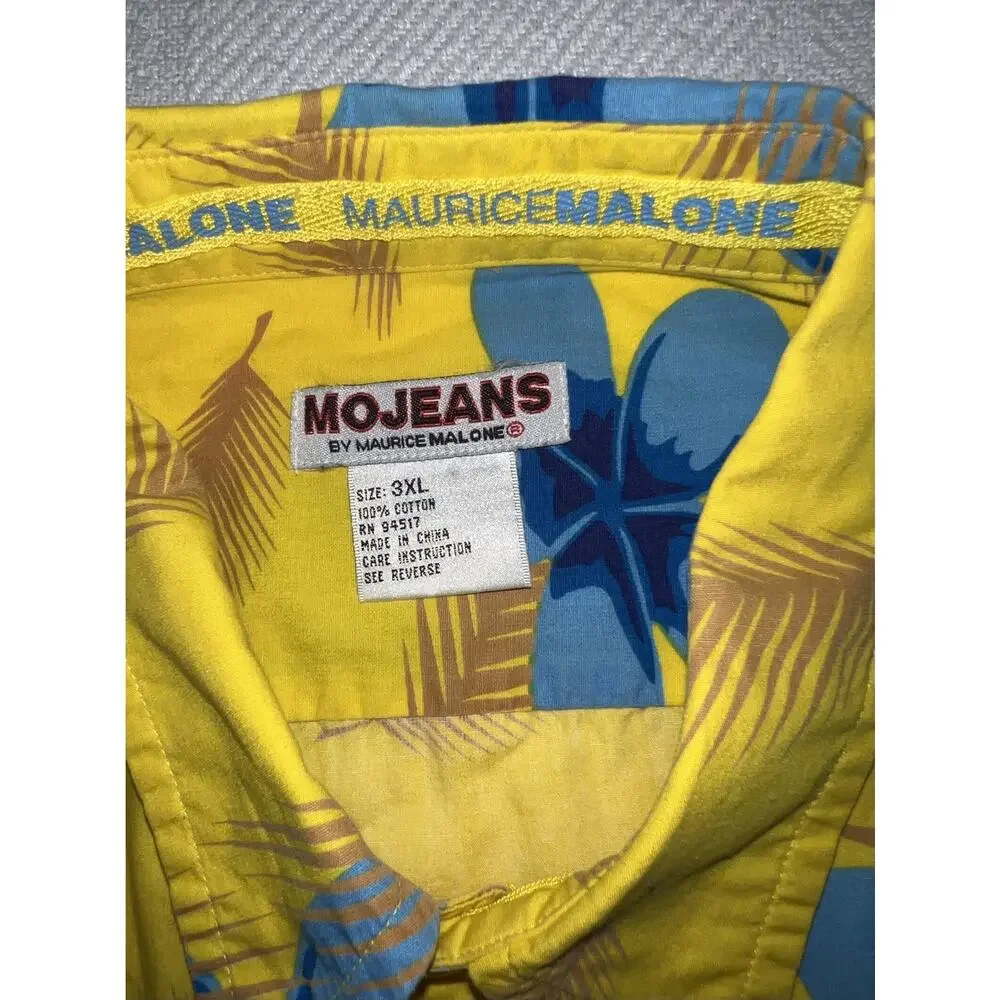 ALONE MAURICEMALONE
MOJEANS
BY MAURICE MALONE®
SIZE: 3XL
100% COTTON
RN 94517
MADE IN CHINA
CARE INSTRUCTION
SEE REVERSE